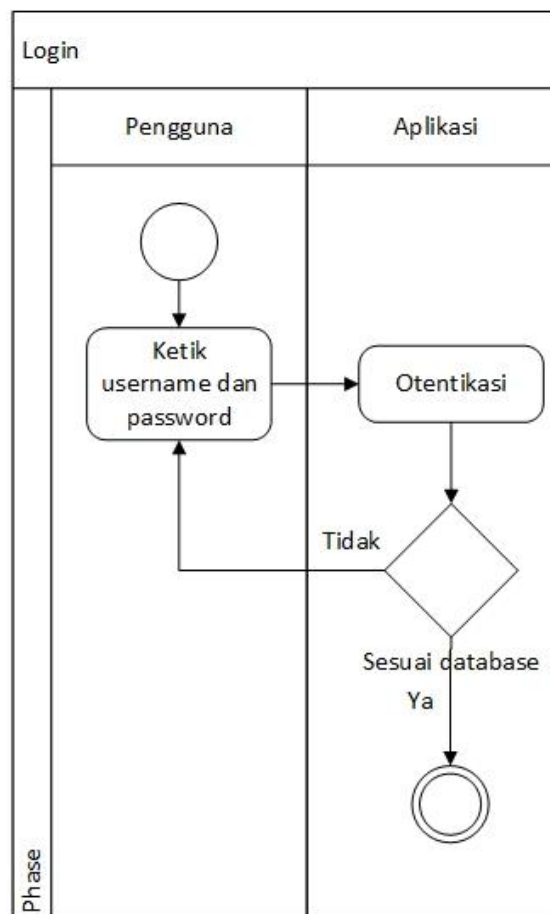 Login
Pengguna
Aplikasi
Ketik
username dan
password
Otentikasi
Tidak
Sesuai database
Ya
Phase